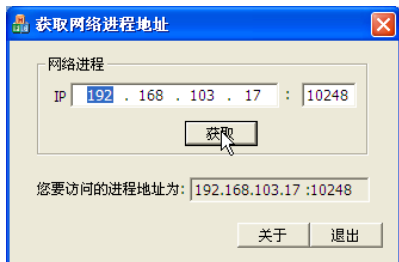 获取网络进程地址
网络进程
IP 192 . 168 . 103 . 17 : 10248
获取
您要访问的进程地址为: 192.168.103.17 :10248
关于 退出